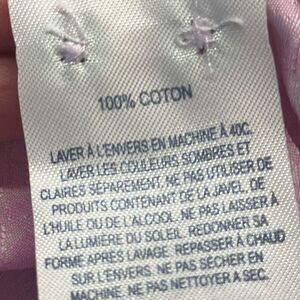 100% COTON
LAVER À L'ENVERS EN MACHINE À 40C.
LAVER LES COULEURS SOMBRES ET
CLAIRES SÉPAREMENT. NE PAS UTILISER DE
PRODUITS CONTENANT DE LA JAVEL, DE
L'HUILE OU DE L'ALCOOL. NE PAS LAISSER À
LA LUMIÈRE DU SOLEIL. REDONNER SA
FORME APRÈS LAVAGE. REPASSER À CHAUD
SUR L'ENVERS. NE PAS SÉCHER EN
MACHINE. NE PAS NETTOYER A SEC.